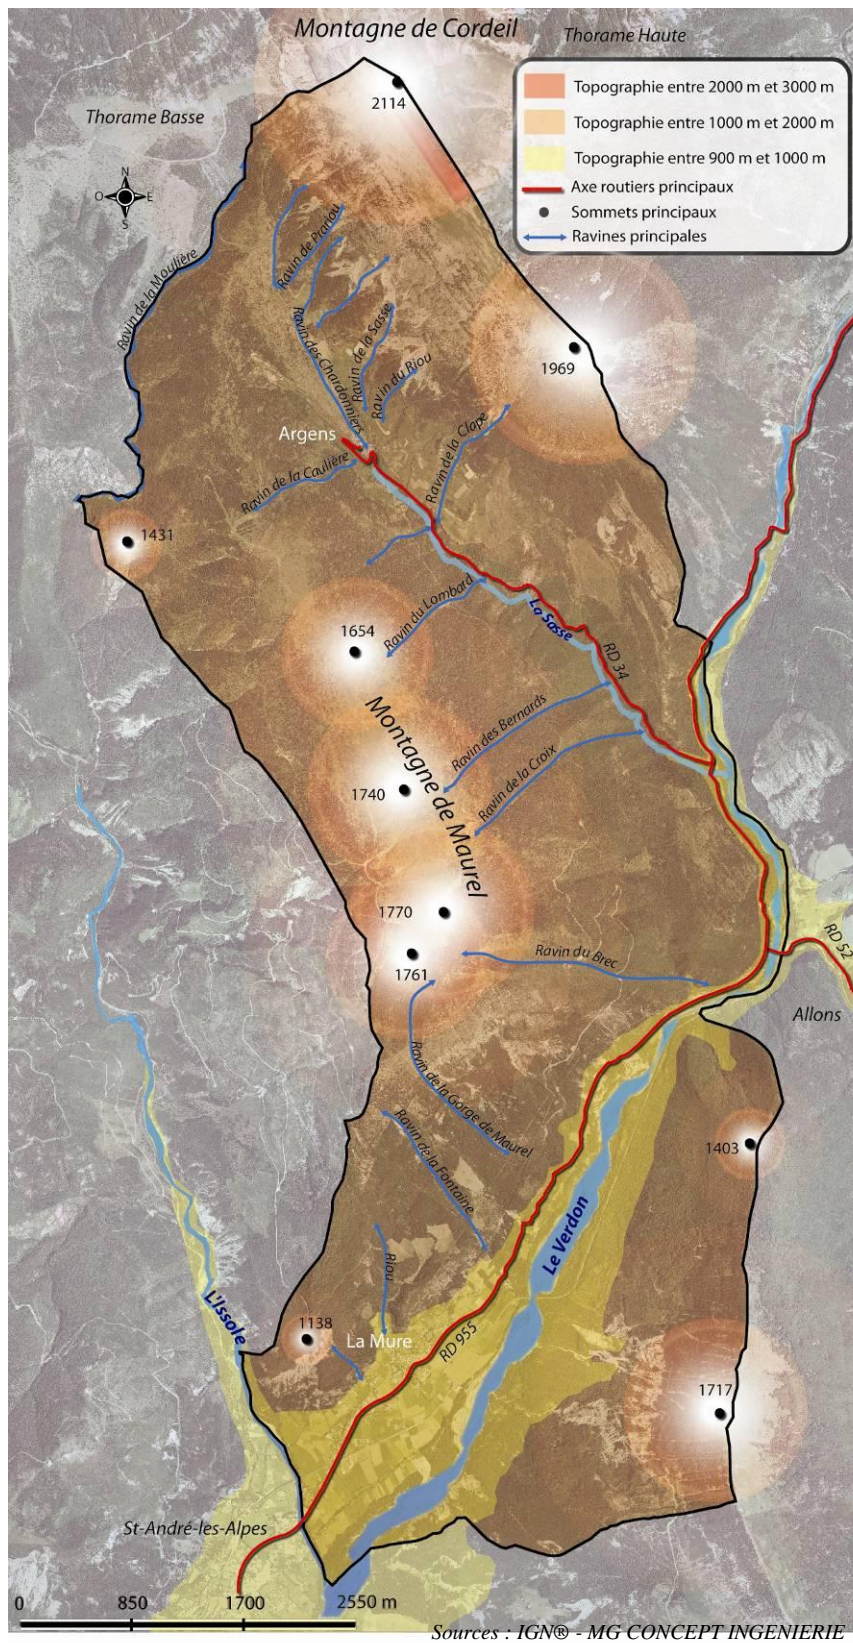 Montagne de Cordeil
Thorame Haute
2114
Topographie entre 2000 m et 3000 m
Thorame Basse
Topographie entre 1000 m et 2000 m
Topographie entre 900 m et 1000 m
Axe routiers principaux
N
O
E
S
Sommets principaux
Ravines principales
Ravin de Prariou
Ravin de la Moulière
Ravin des Chardonniers
Ravin de la Sasse
Ravin du Riou
1969
Argens
Ravin de la Caulière
Ravin de la Clape
1431
Ravin du Lombard
La Sasse
1654
RD 34
Montagne de Maurel
Ravin des Bernards
Ravin de la Croix
1740
1770
1761
Ravin du Brec
RD 52
Allons
Ravin de la Gorge de Maurel
Ravin de la Fontaine
1403
Le Verdon
Riou
L'Issole
1138
La Mure
RD 955
1717
St-André-les-Alpes
0 850 1700 2550 m
Sources : IGN® - MG CONCEPT INGENIERIE